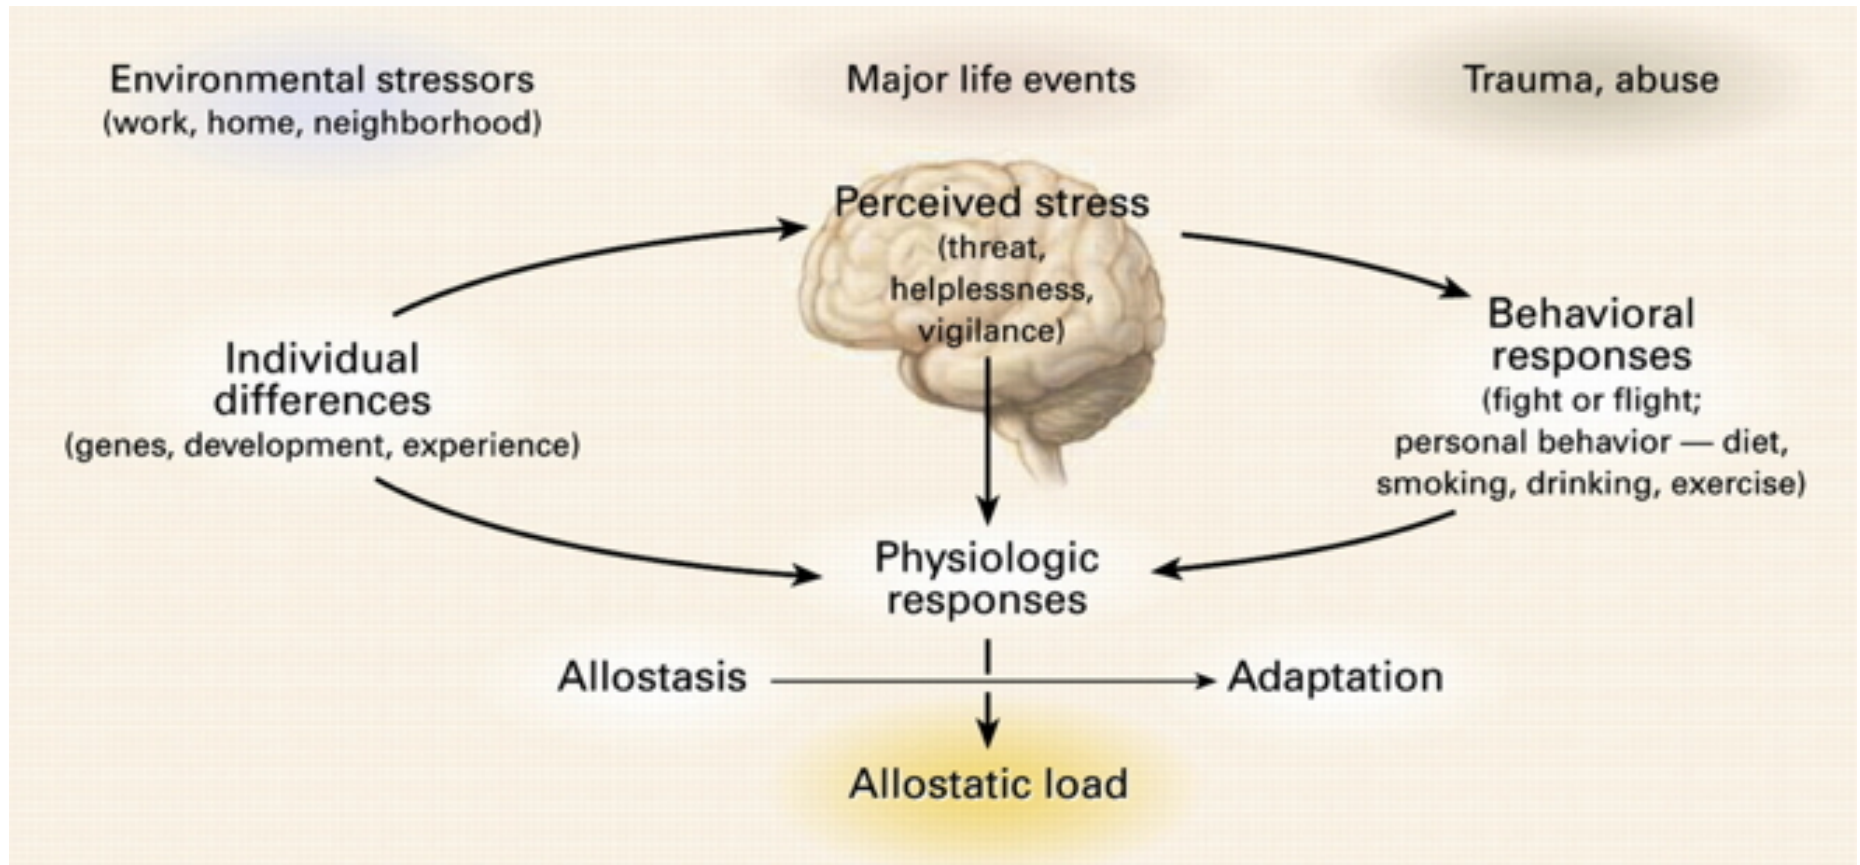 Environmental stressors
(work, home, neighborhood)
Major life events
Trauma, abuse
Perceived stress
(threat,
helplessness,
vigilance)
Individual
differences
(genes, development, experience)
Behavioral
responses
(fight or flight;
personal behavior — diet,
smoking, drinking, exercise)
Physiologic
responses
Allostasis
Adaptation
Allostatic load